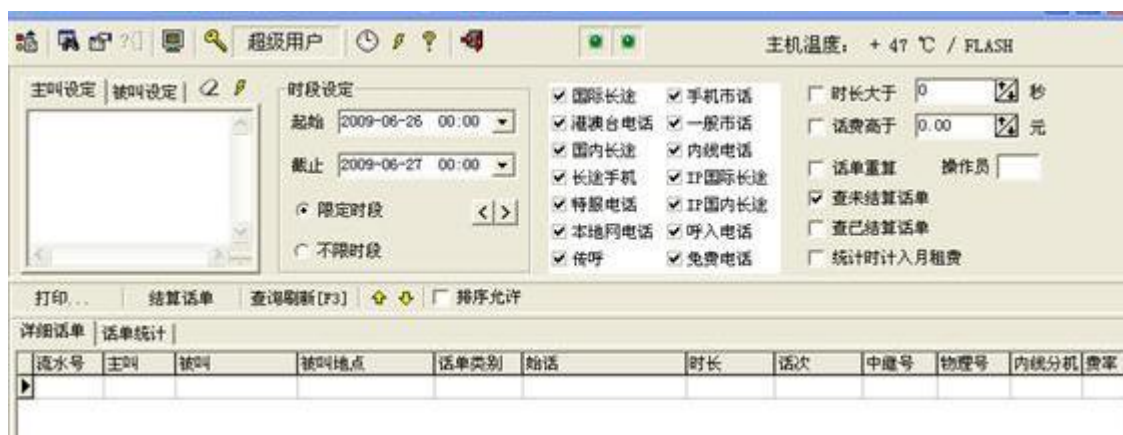 超级用户 主机温度: + 47 ℃ / FLASH
主叫设定 被叫设定
时段设定
起始 2009-06-26 00:00
截止 2009-06-27 00:00
限定时段 < >
不限时段
国际长途 手机市话
港澳台电话 一般市话
国内长途 内线电话
长途手机 IP国际长途
特服电话 IP国内长途
本地网电话 呼入电话
传呼 免费电话
时长大于 0 秒
话费高于 0.00 元
话单重算 操作员
查未结算话单
查已结算话单
统计时计入月租费
打印... 结算话单 查询刷新[F3] 排序允许
详细话单 话单统计
流水号 主叫 被叫 被叫地点 话单类别 始话 时长 话次 中继号 物理号 内线分机 费率